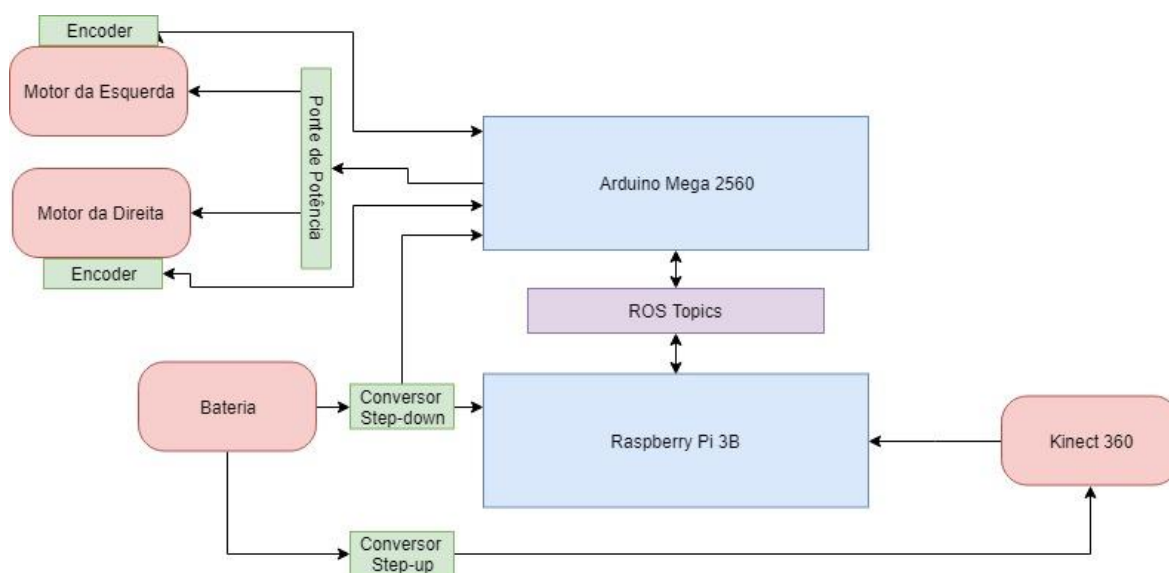 Encoder
Motor da Esquerda
Ponte de Potência
Arduino Mega 2560
Motor da Direita
Encoder
ROS Topics
Bateria
Conversor
Step-down
Raspberry Pi 3B
Kinect 360
Conversor
Step-up